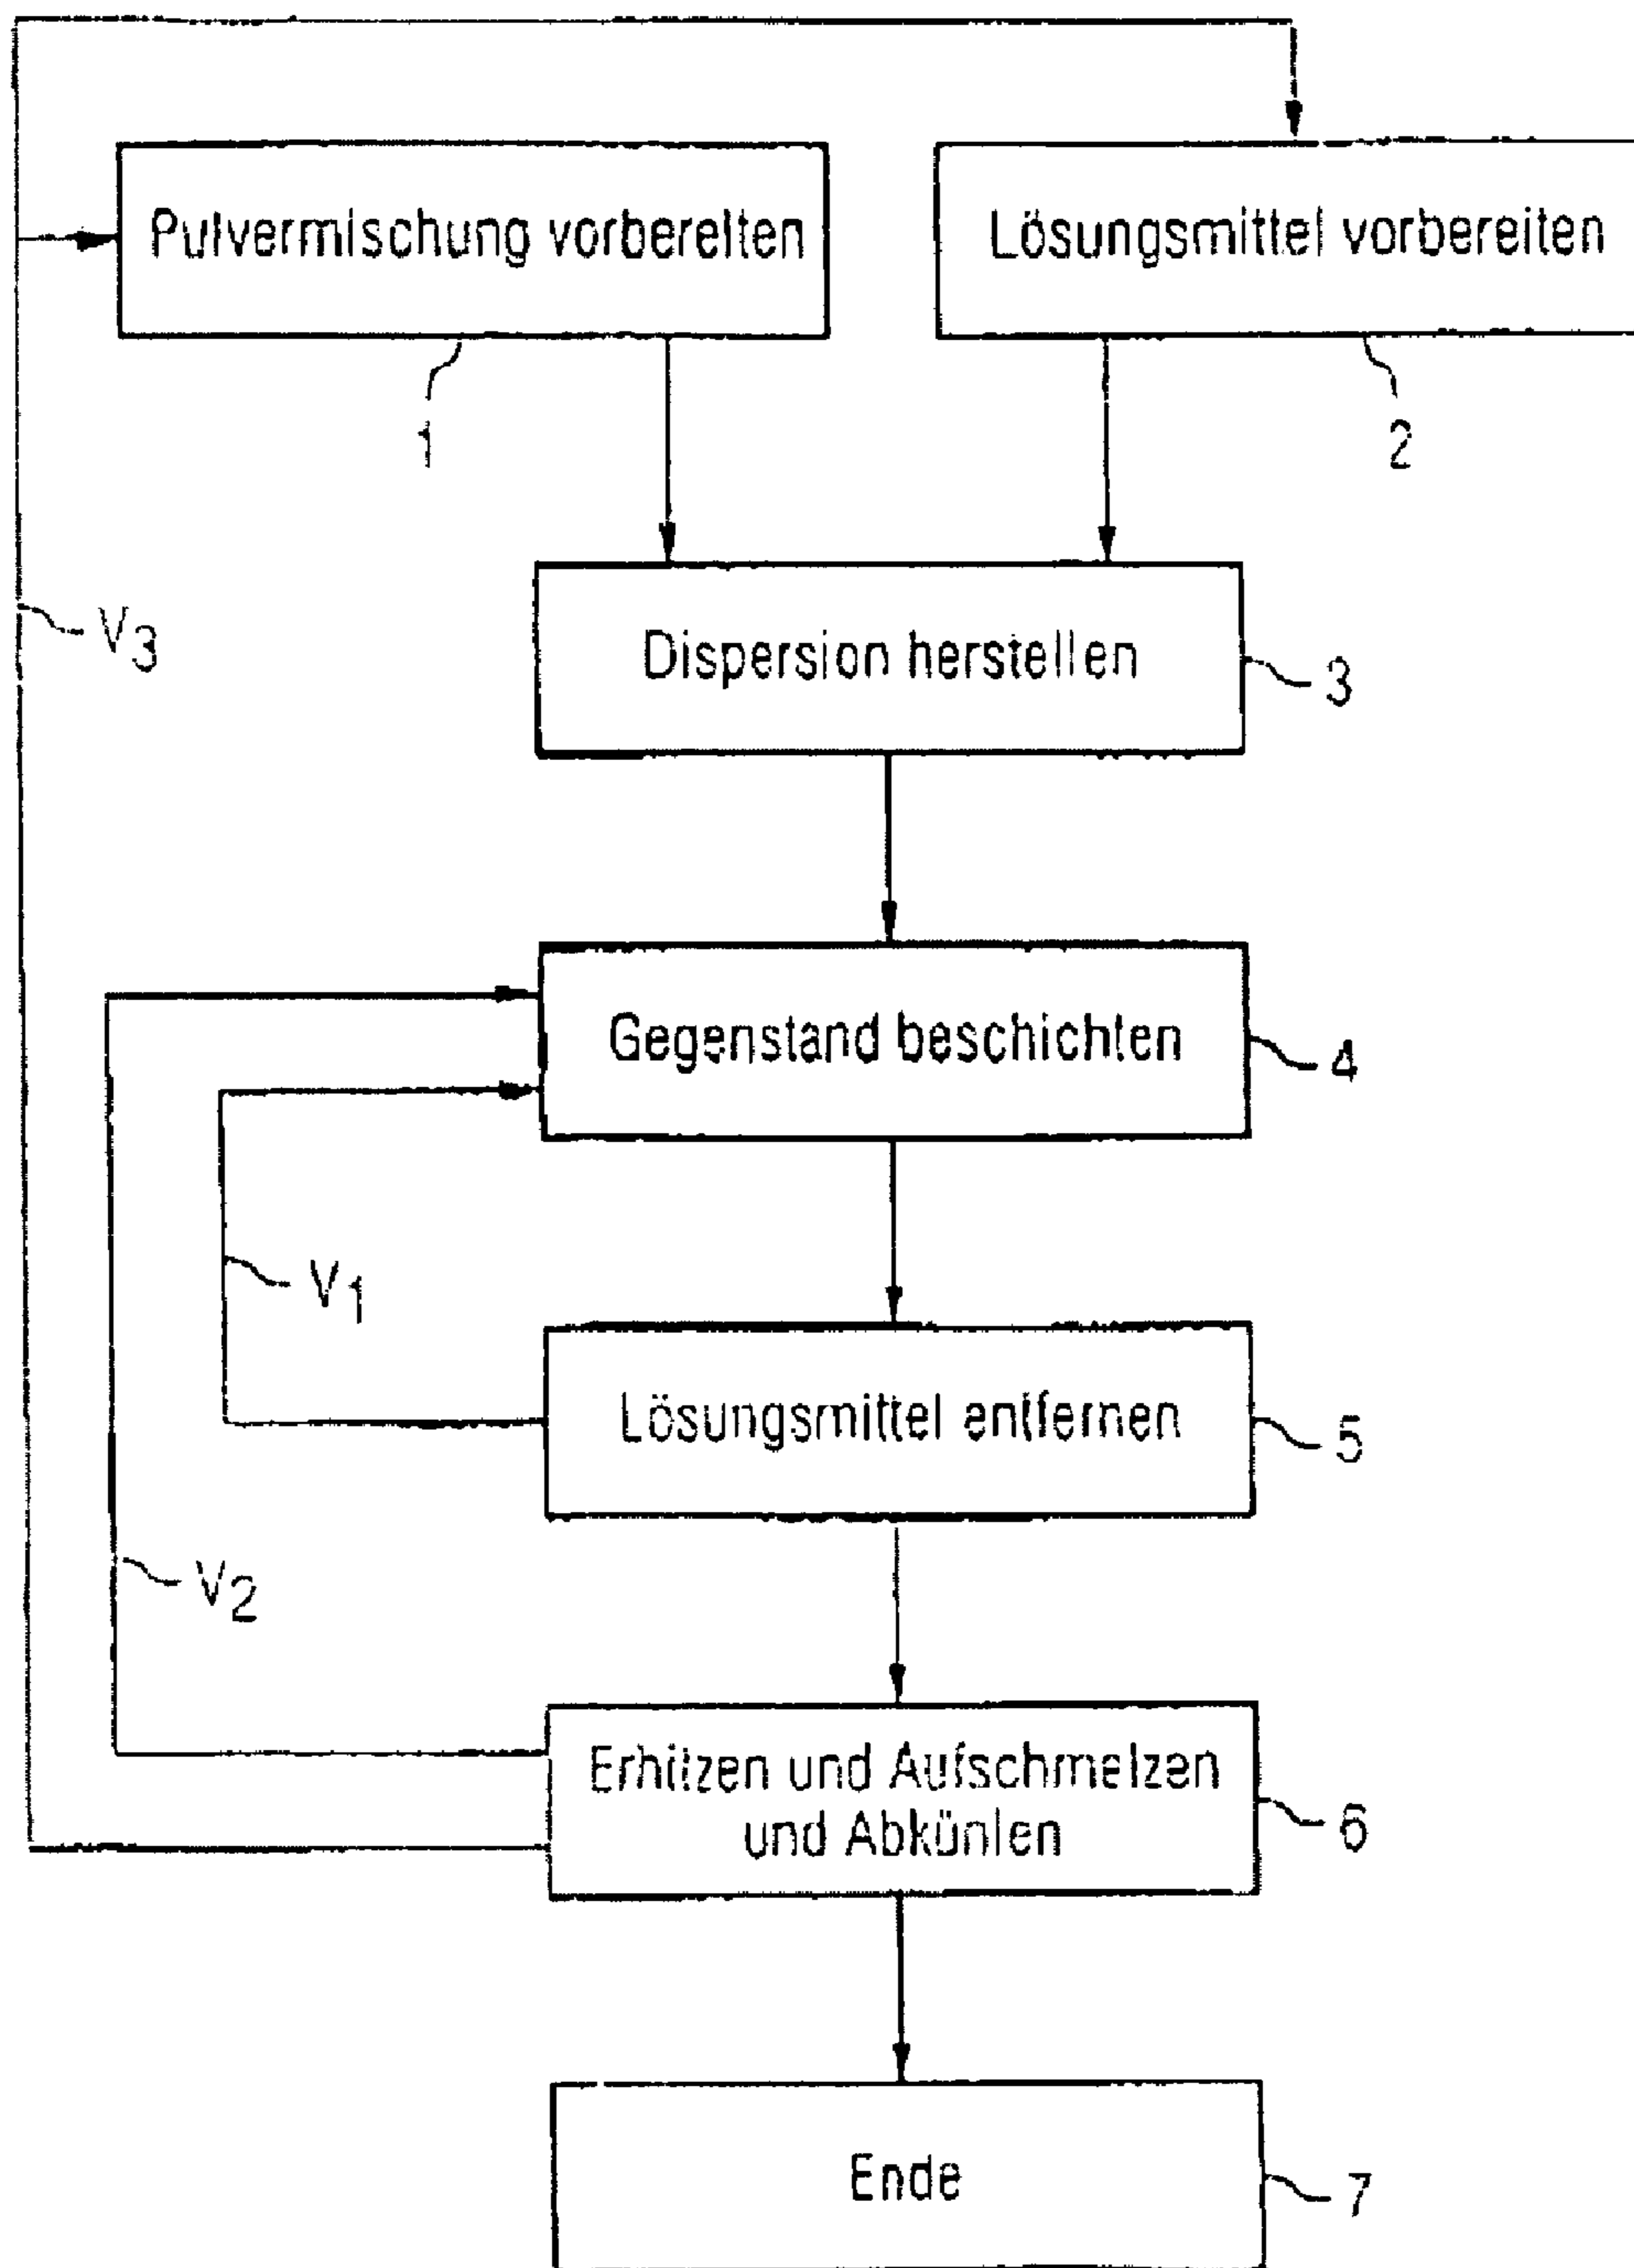 Pulvermischung vorbereiten
Lösungsmittel vorbereiten
1
2
V3
Dispersion herstellen
3
Gegenstand beschichten
4
V1
Lösungsmittel entfernen
5
V2
Erhitzen und Aufschmelzen
und Abkühlen
6
Ende
7